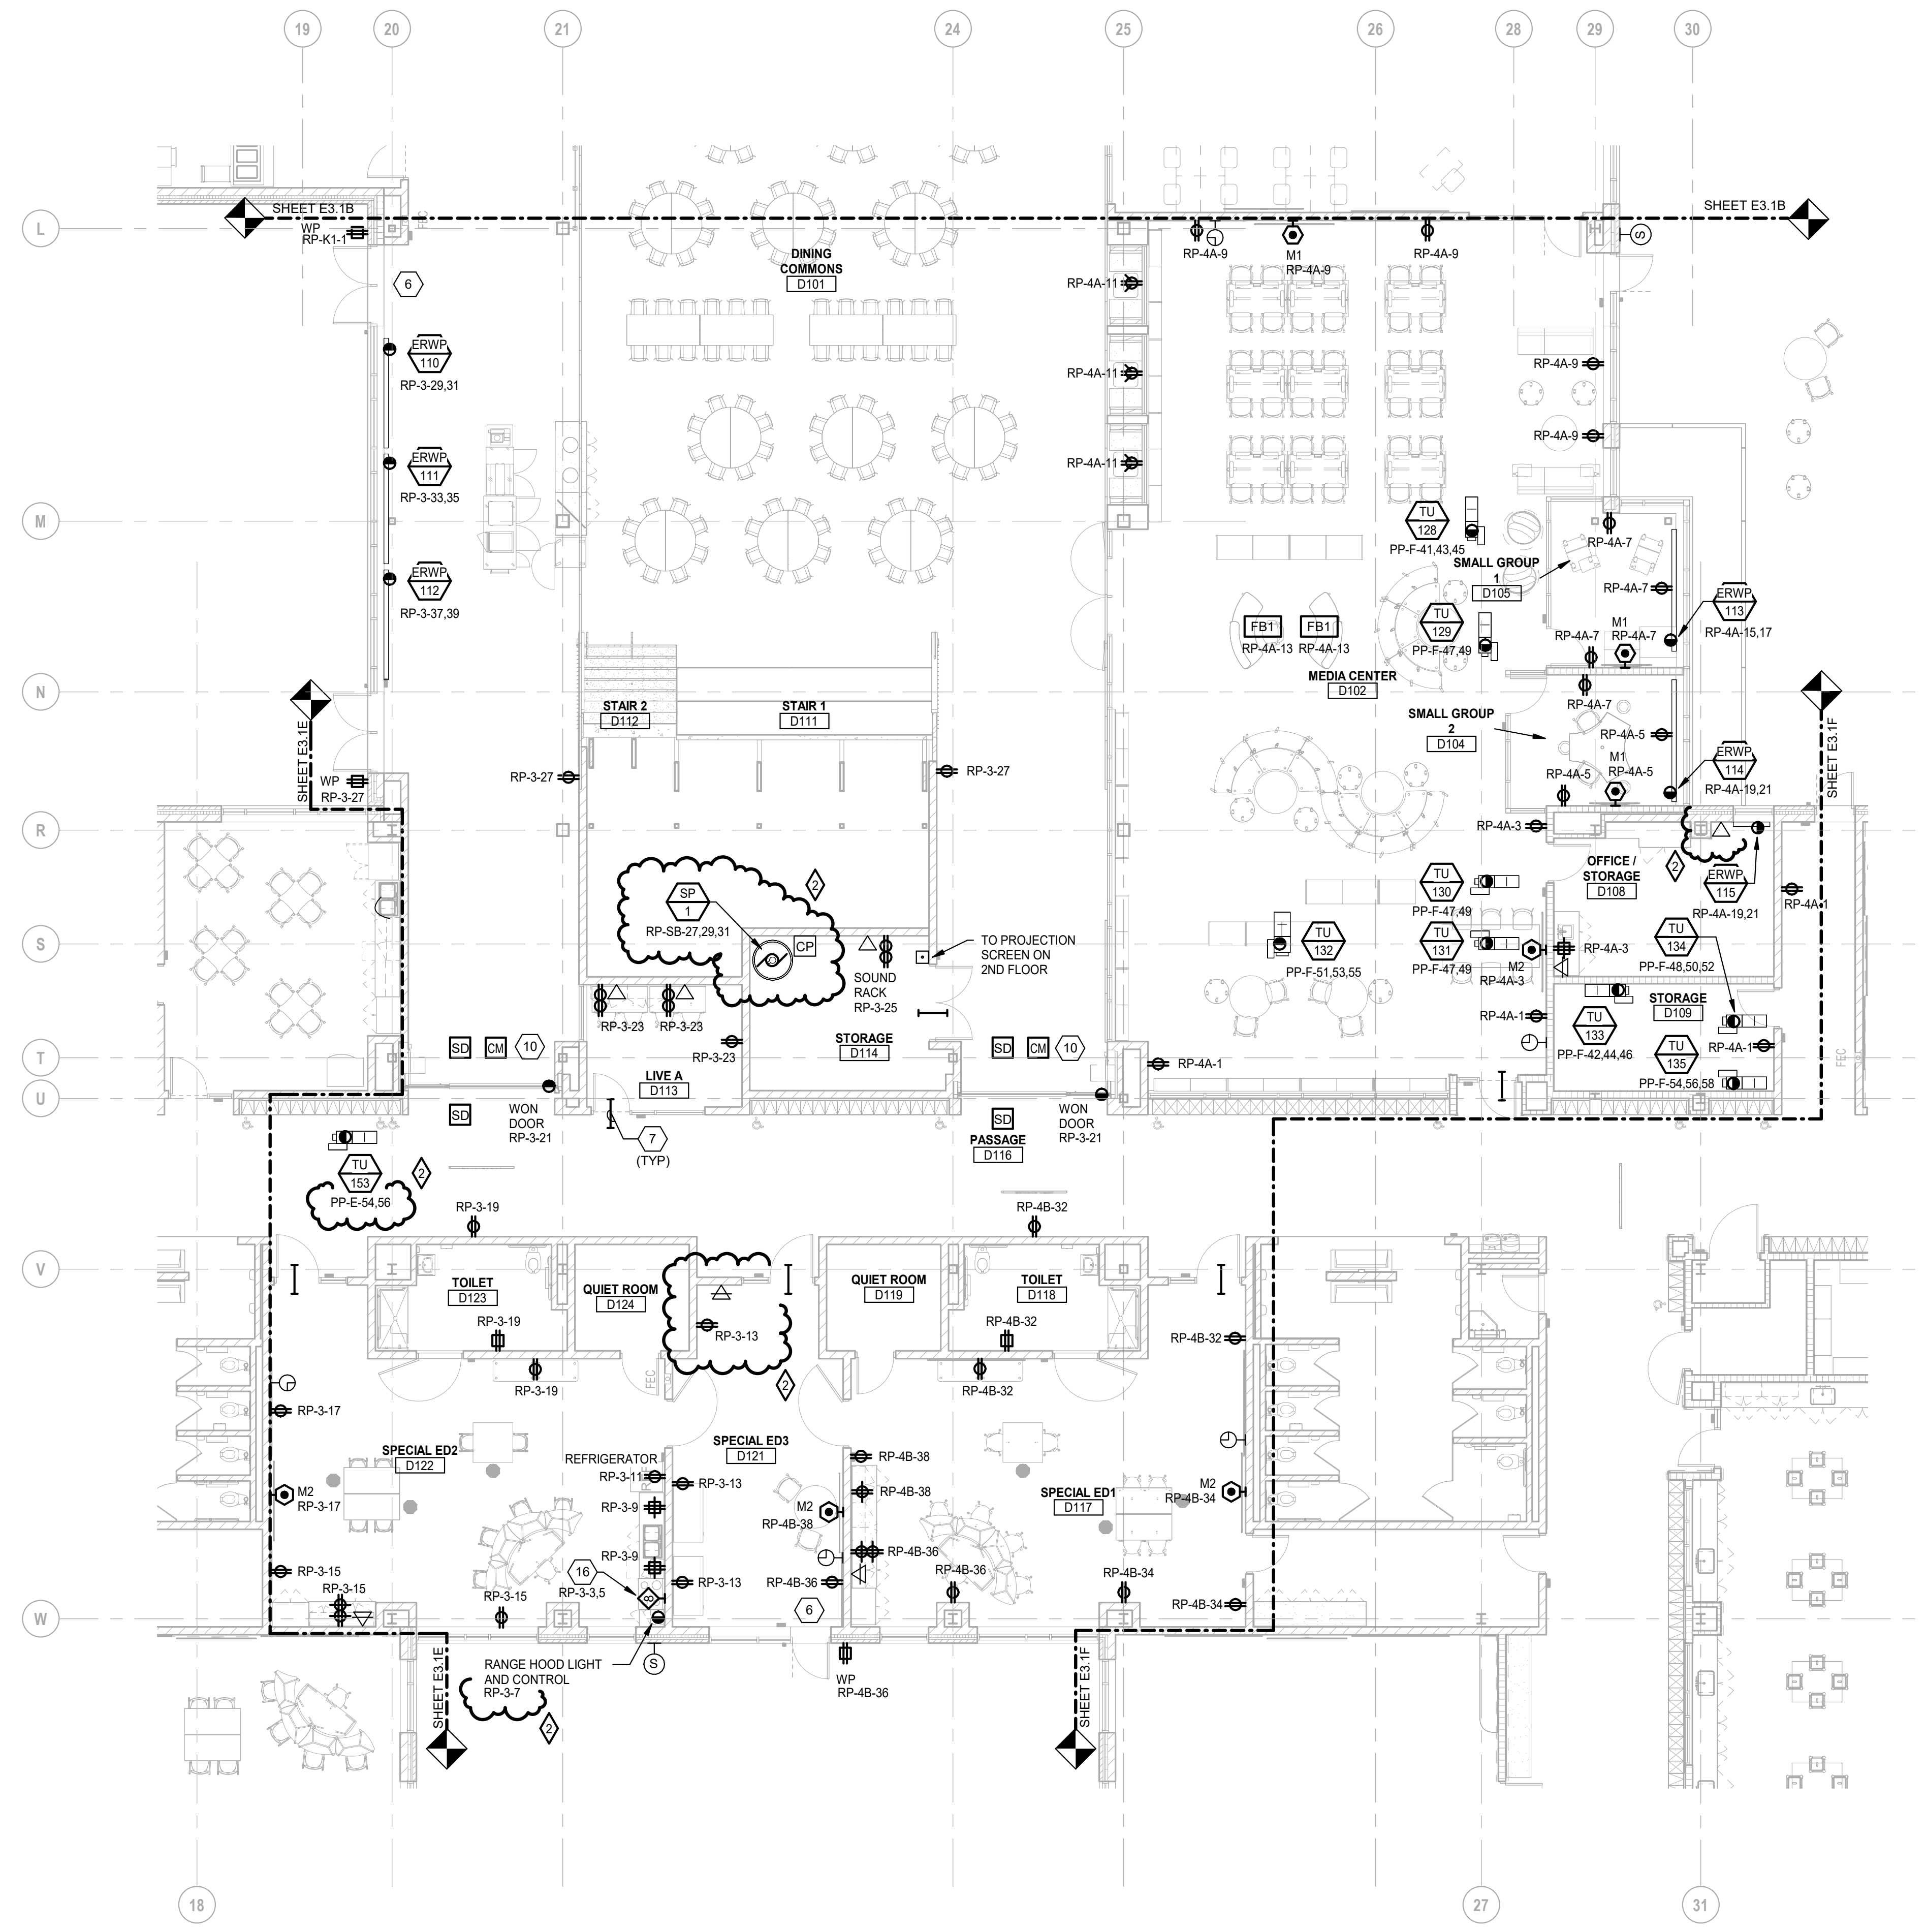 19
20
21
24
25
26
28
29
30
L
SHEET E3.1B
SHEET E3.1B
WP
RP-K1-1
FEC
6
DINING
COMMONS
D101
RP-4A-9
M1
RP-4A-9
RP-4A-9
S
RP-4A-11
ERWP
110
RP-3-29,31
RP-4A-11
RP-4A-9
ERWP
111
RP-3-33,35
RP-4A-11
RP-4A-9
M
TU
128
PP-F-41,43,45
RP-4A-7
SMALL GROUP
1
D105
ERWP
112
RP-3-37,39
RP-4A-7
ERWP
113
RP-4A-15,17
FB1
FB1
RP-4A-13
RP-4A-13
TU
129
PP-F-47,49
M1
RP-4A-7
RP-4A-7
MEDIA CENTER
D102
N
STAIR 2
D112
STAIR 1
D111
RP-4A-7
SMALL GROUP
2
D104
RP-4A-5
SHEET E3.1E
SHEET E3.1F
ERWP
114
RP-4A-19,21
M1
RP-4A-5
RP-4A-5
WP
RP-3-27
RP-3-27
RP-3-27
R
RP-4A-3
2
OFFICE /
STORAGE
D108
ERWP
115
RP-4A-19,21
SP
1
RP-SB-27,29,31
2
TU
130
PP-F-47,49
RP-4A-1
S
CP
TO PROJECTION
SCREEN ON
2ND FLOOR
TU
132
PP-F-51,53,55
TU
131
PP-F-47,49
M2
RP-4A-3
RP-4A-3
TU
134
PP-F-48,50,52
SOUND
RACK
RP-3-25
RP-3-23
RP-3-23
RP-3-23
STORAGE
D109
RP-4A-1
TU
133
PP-F-42,44,46
RP-4A-1
T
SD
CM
10
STORAGE
D114
SD
CM
10
RP-4A-1
TU
135
PP-F-54,56,58
FEC
LIVE A
D113
U
SD
WON
DOOR
RP-3-21
SD
WON
DOOR
RP-3-21
7
(TYP)
PASSAGE
D116
TU
153
PP-E-54,56
2
RP-3-19
RP-4B-32
V
TOILET
D123
QUIET ROOM
D124
QUIET ROOM
D119
TOILET
D118
RP-3-19
RP-3-13
RP-4B-32
RP-4B-32
RP-3-19
FEC
2
RP-4B-32
RP-3-17
SPECIAL ED2
D122
REFRIGERATOR
RP-3-11
REF
SPECIAL ED3
D121
RP-3-13
RP-4B-38
M2
RP-3-17
RP-3-9
M2
RP-4B-38
RP-4B-38
SPECIAL ED1
D117
M2
RP-4B-34
RP-3-9
RP-4B-36
RP-3-15
RP-3-15
16
RP-3-3,5
8
RP-3-13
RP-4B-36
RP-4B-36
RP-4B-34
RP-3-15
6
RP-4B-34
W
SHEET E3.1E
RANGE HOOD LIGHT
AND CONTROL
RP-3-7
S
WP
RP-4B-36
SHEET E3.1F
2
18
27
31